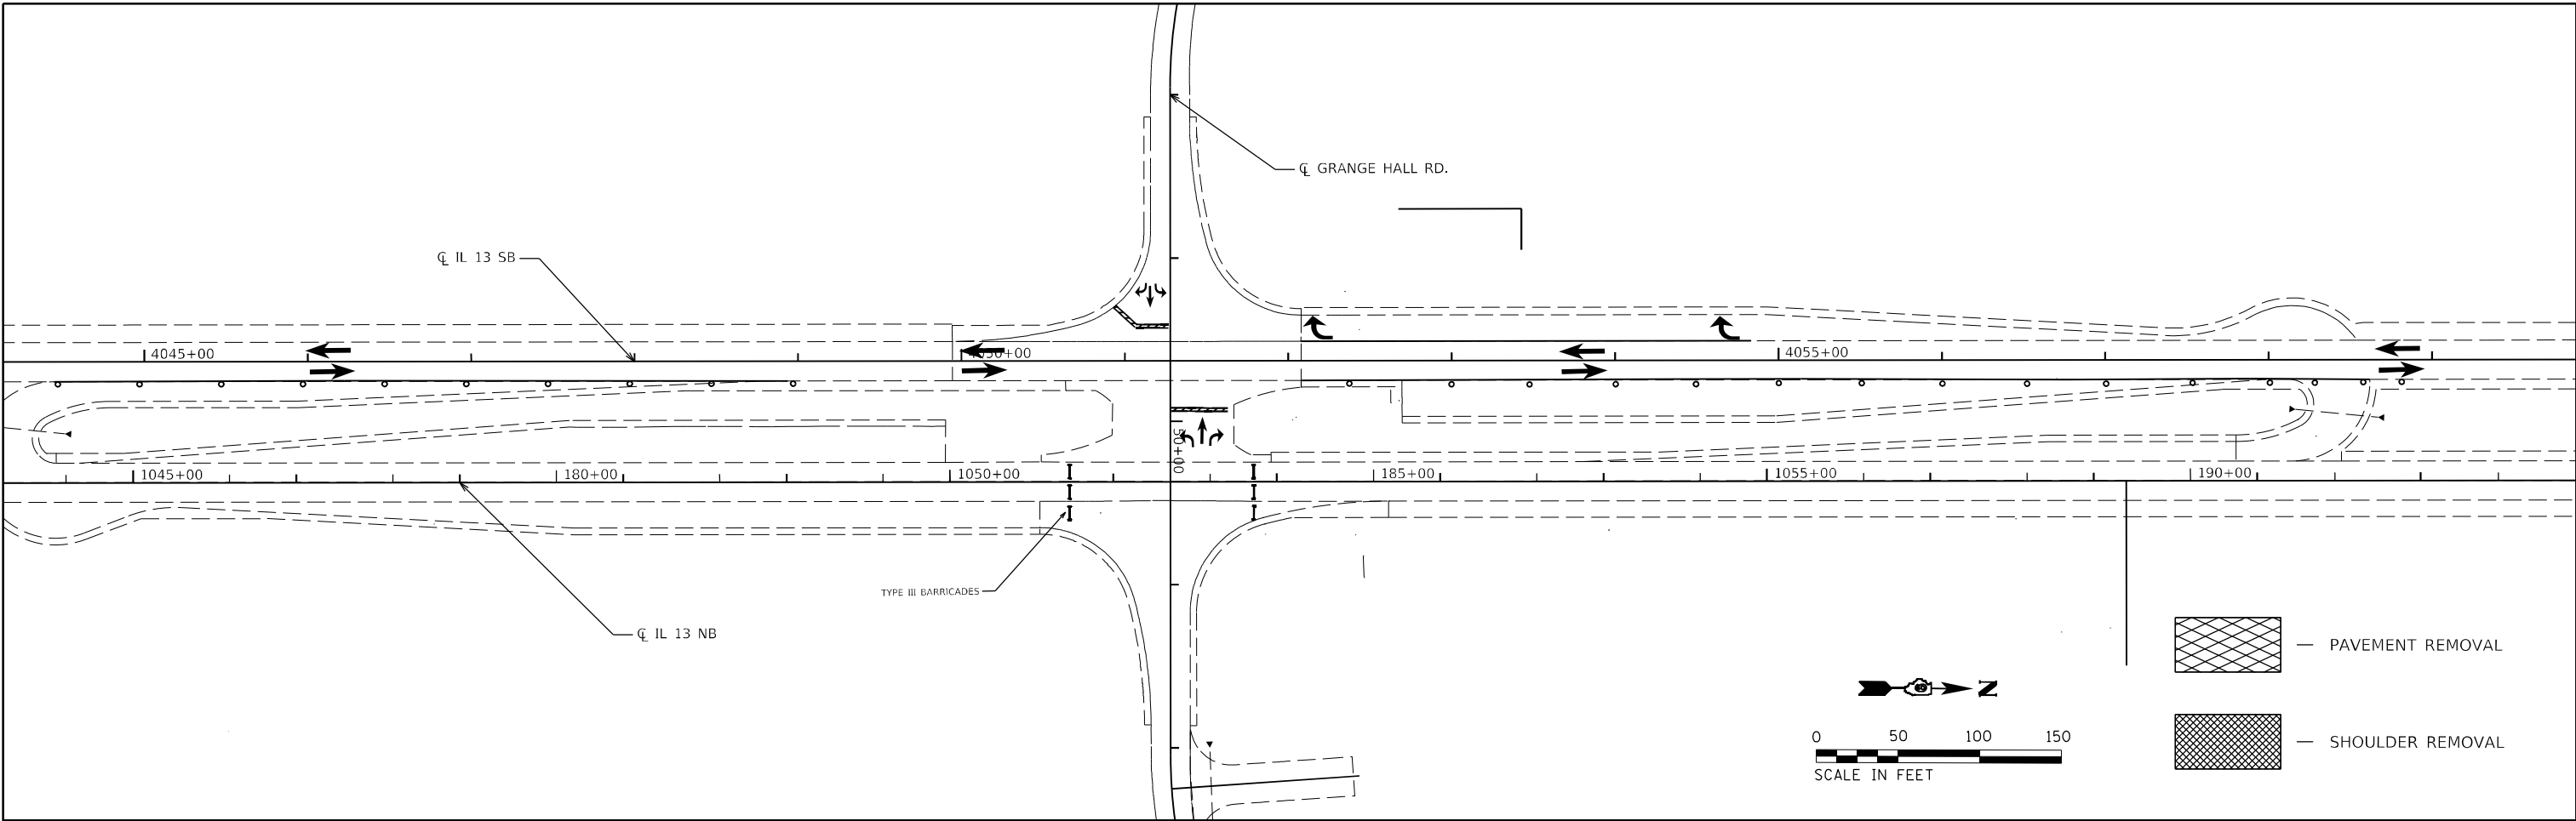 ℄ GRANGE HALL RD.
℄ IL 13 SB
4045+00
4050+00
4055+00
50+00
1045+00
180+00
1050+00
185+00
1055+00
190+00
TYPE III BARRICADES
℄ IL 13 NB
PAVEMENT REMOVAL
N
0 50 100 150
SCALE IN FEET
SHOULDER REMOVAL